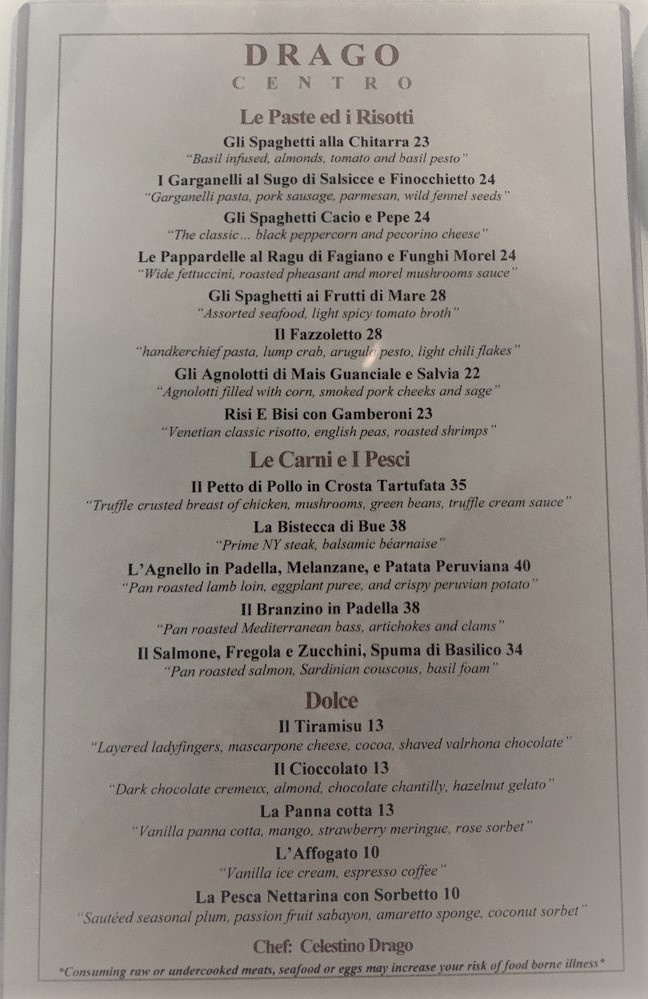 DRAGO
CENTRO
Le Paste ed i Risotti
Gli Spaghetti alla Chitarra 23
"Basil infused, almonds, tomato and basil pesto"
I Garganelli al Sugo di Salsicce e Finocchietto 24
"Garganelli pasta, pork sausage, parmesan, wild fennel seeds"
Gli Spaghetti Cacio e Pepe 24
"The classic... black peppercorn and pecorino cheese"
Le Pappardelle al Ragu di Fagiano e Funghi Morel 24
"Wide fettuccini, roasted pheasant and morel mushrooms sauce"
Gli Spaghetti ai Frutti di Mare 28
"Assorted seafood, light spicy tomato broth"
Il Fazzoletto 28
"handkerchief pasta, lump crab, arugula pesto, light chili flakes"
Gli Agnolotti di Mais Guanciale e Salvia 22
"Agnolotti filled with corn, smoked pork cheeks and sage"
Risi E Bisi con Gamberoni 23
"Venetian classic risotto, english peas, roasted shrimps"
Le Carni e I Pesci
Il Petto di Pollo in Crosta Tartufata 35
"Truffle crusted breast of chicken, mushrooms, green beans, truffle cream sauce"
La Bistecca di Bue 38
"Prime NY steak, balsamic béarnaise"
L'Agnello in Padella, Melanzane, e Patata Peruviana 40
"Pan roasted lamb loin, eggplant puree, and crispy peruvian potato"
Il Branzino in Padella 38
"Pan roasted Mediterranean bass, artichokes and clams"
Il Salmone, Fregola e Zucchini, Spuma di Basilico 34
"Pan roasted salmon, Sardinian couscous, basil foam"
Dolce
Il Tiramisu 13
"Layered ladyfingers, mascarpone cheese, cocoa, shaved valrhona chocolate"
Il Cioccolato 13
"Dark chocolate cremeux, almond, chocolate chantilly, hazelnut gelato"
La Panna cotta 13
"Vanilla panna cotta, mango, strawberry meringue, rose sorbet"
L'Affogato 10
"Vanilla ice cream, espresso coffee"
La Pesca Nettarina con Sorbetto 10
"Sautéed seasonal plum, passion fruit sabayon, amaretto sponge, coconut sorbet"
Chef: Celestino Drago
*Consuming raw or undercooked meats, seafood or eggs may increase your risk of food borne illness*